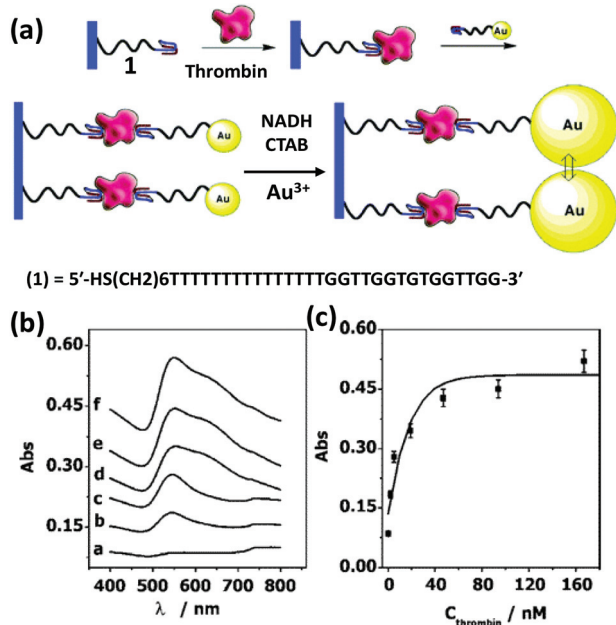 (a)
1
Thrombin
Au
Au
Au
NADH
CTAB
Au³⁺
Au
Au
(1) = 5′-HS(CH2)6TTTTTTTTTTTTTTTGGTTGGTGTGGTTGG-3′
(b)
0.60
0.45
0.30
0.15
Abs
f
e
d
c
b
a
400 500 600 700 800
λ / nm
(c)
0.60
0.45
0.30
0.15
0.00
Abs
0 40 80 120 160
C thrombin / nM